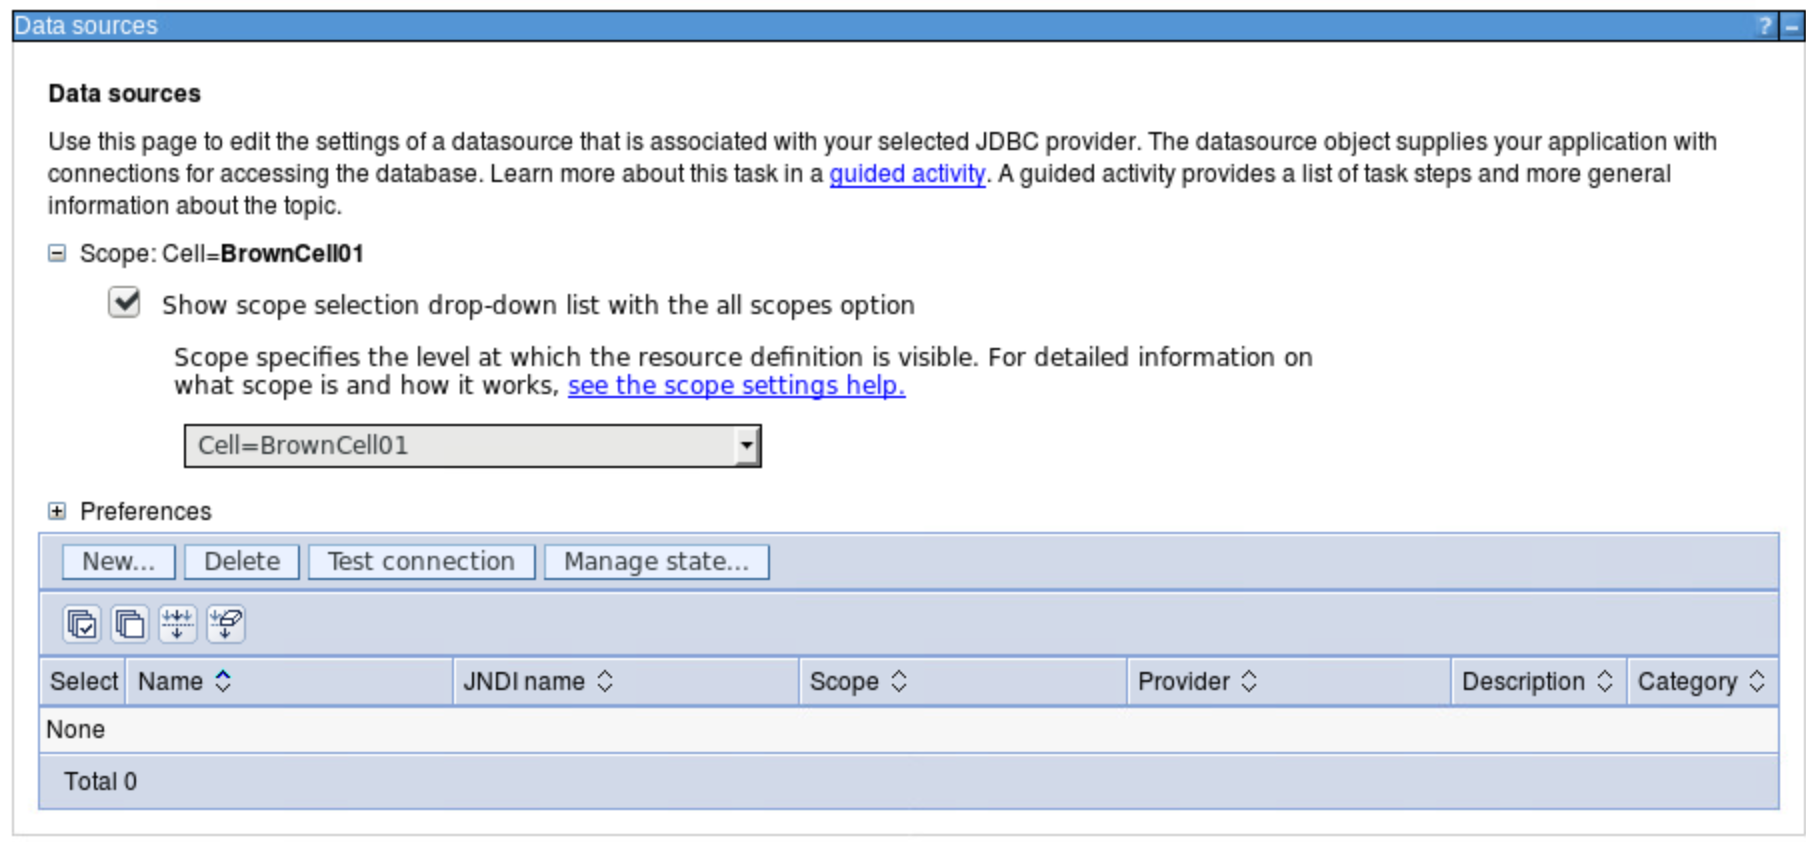 Data sources ? –
Data sources
Use this page to edit the settings of a datasource that is associated with your selected JDBC provider. The datasource object supplies your application with
connections for accessing the database. Learn more about this task in a guided activity. A guided activity provides a list of task steps and more general
information about the topic.
Scope: Cell=BrownCell01
Show scope selection drop-down list with the all scopes option
Scope specifies the level at which the resource definition is visible. For detailed information on
what scope is and how it works, see the scope settings help.
Cell=BrownCell01
Preferences
New... Delete Test connection Manage state...
Select Name JNDI name Scope Provider Description Category
None
Total 0